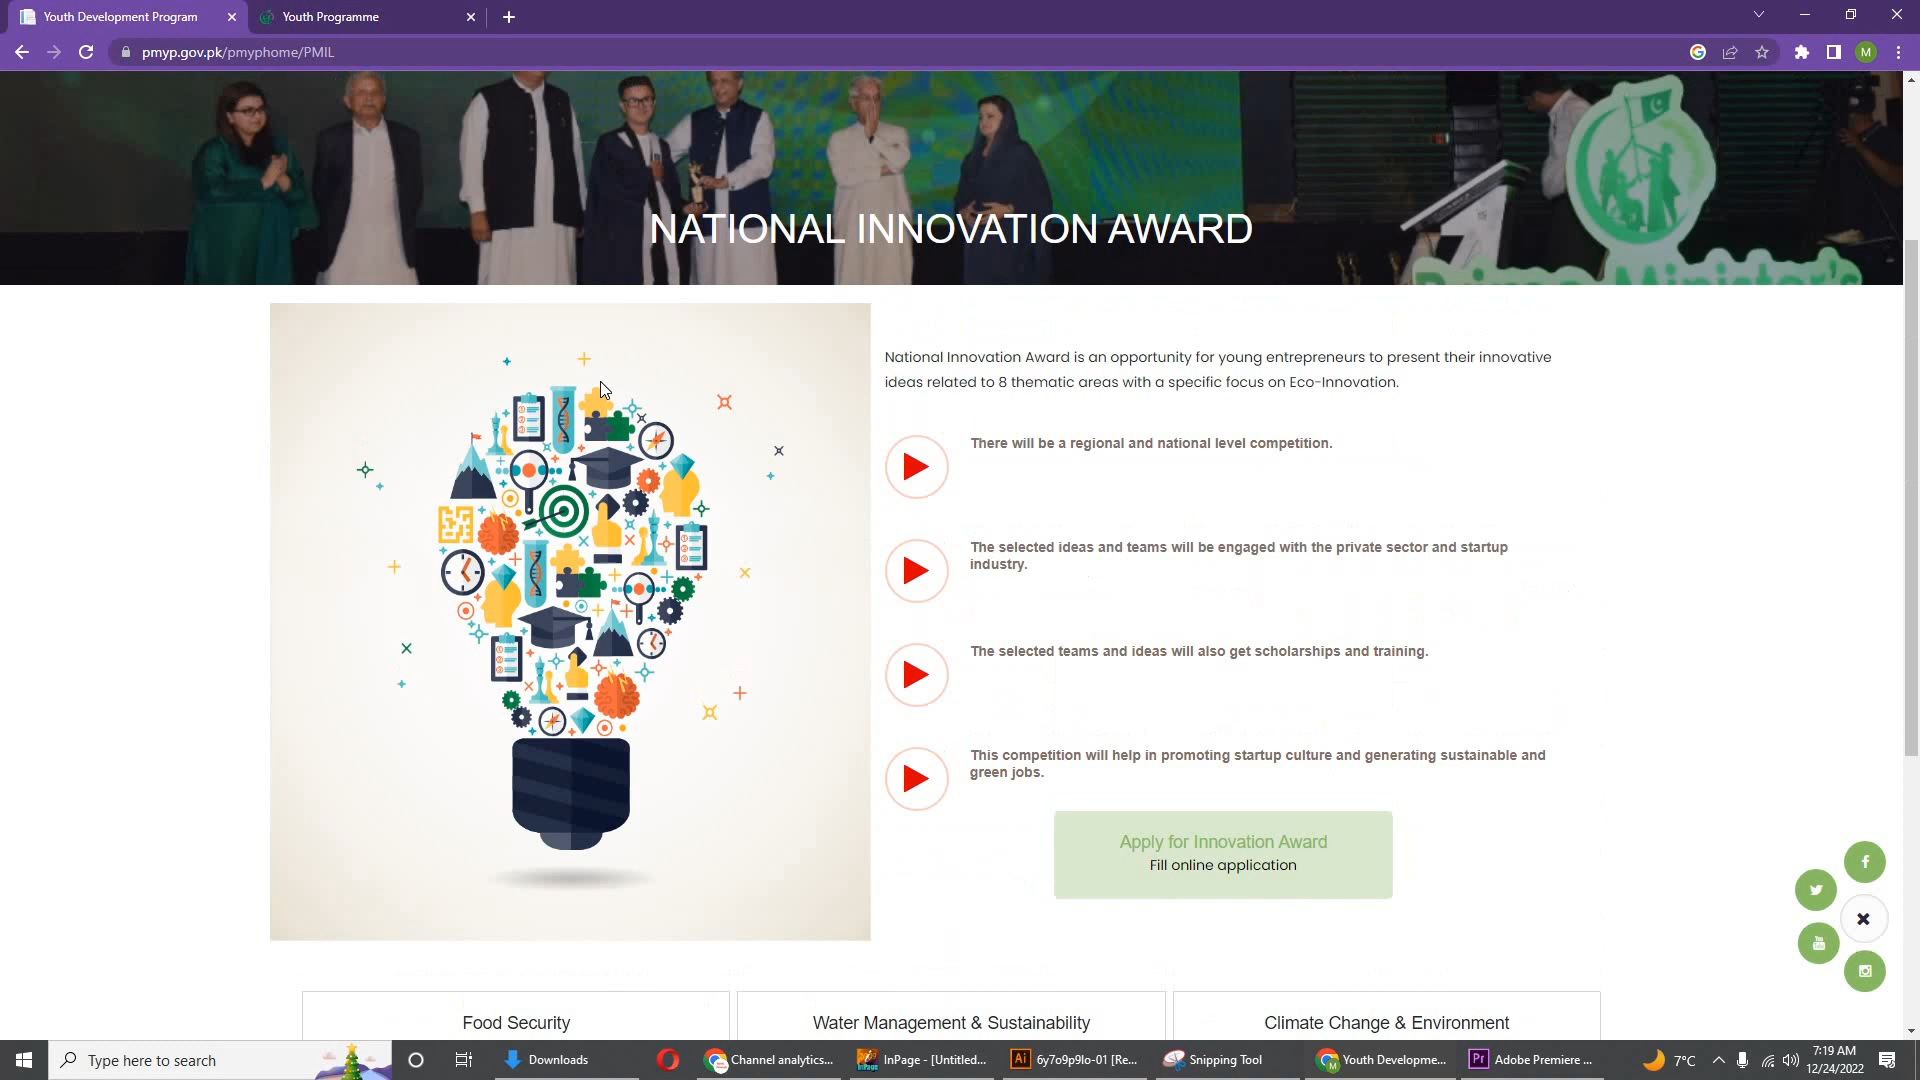 Youth Development Program
Youth Programme
pmyp.gov.pk/pmyphome/PMIL
M
NATIONAL INNOVATION AWARD
Prime Minister's
National Innovation Award is an opportunity for young entrepreneurs to present their innovative
ideas related to 8 thematic areas with a specific focus on Eco-Innovation.
There will be a regional and national level competition.
The selected ideas and teams will be engaged with the private sector and startup
industry.
The selected teams and ideas will also get scholarships and training.
This competition will help in promoting startup culture and generating sustainable and
green jobs.
Apply for Innovation Award
Fill online application
Food Security
Water Management & Sustainability
Climate Change & Environment
Type here to search
Downloads
Channel analytics...
InPage - [Untitled...
6y7o9p9lo-01 [Re...
Snipping Tool
Youth Developme...
Adobe Premiere ...
7°C
7:19 AM
12/24/2022